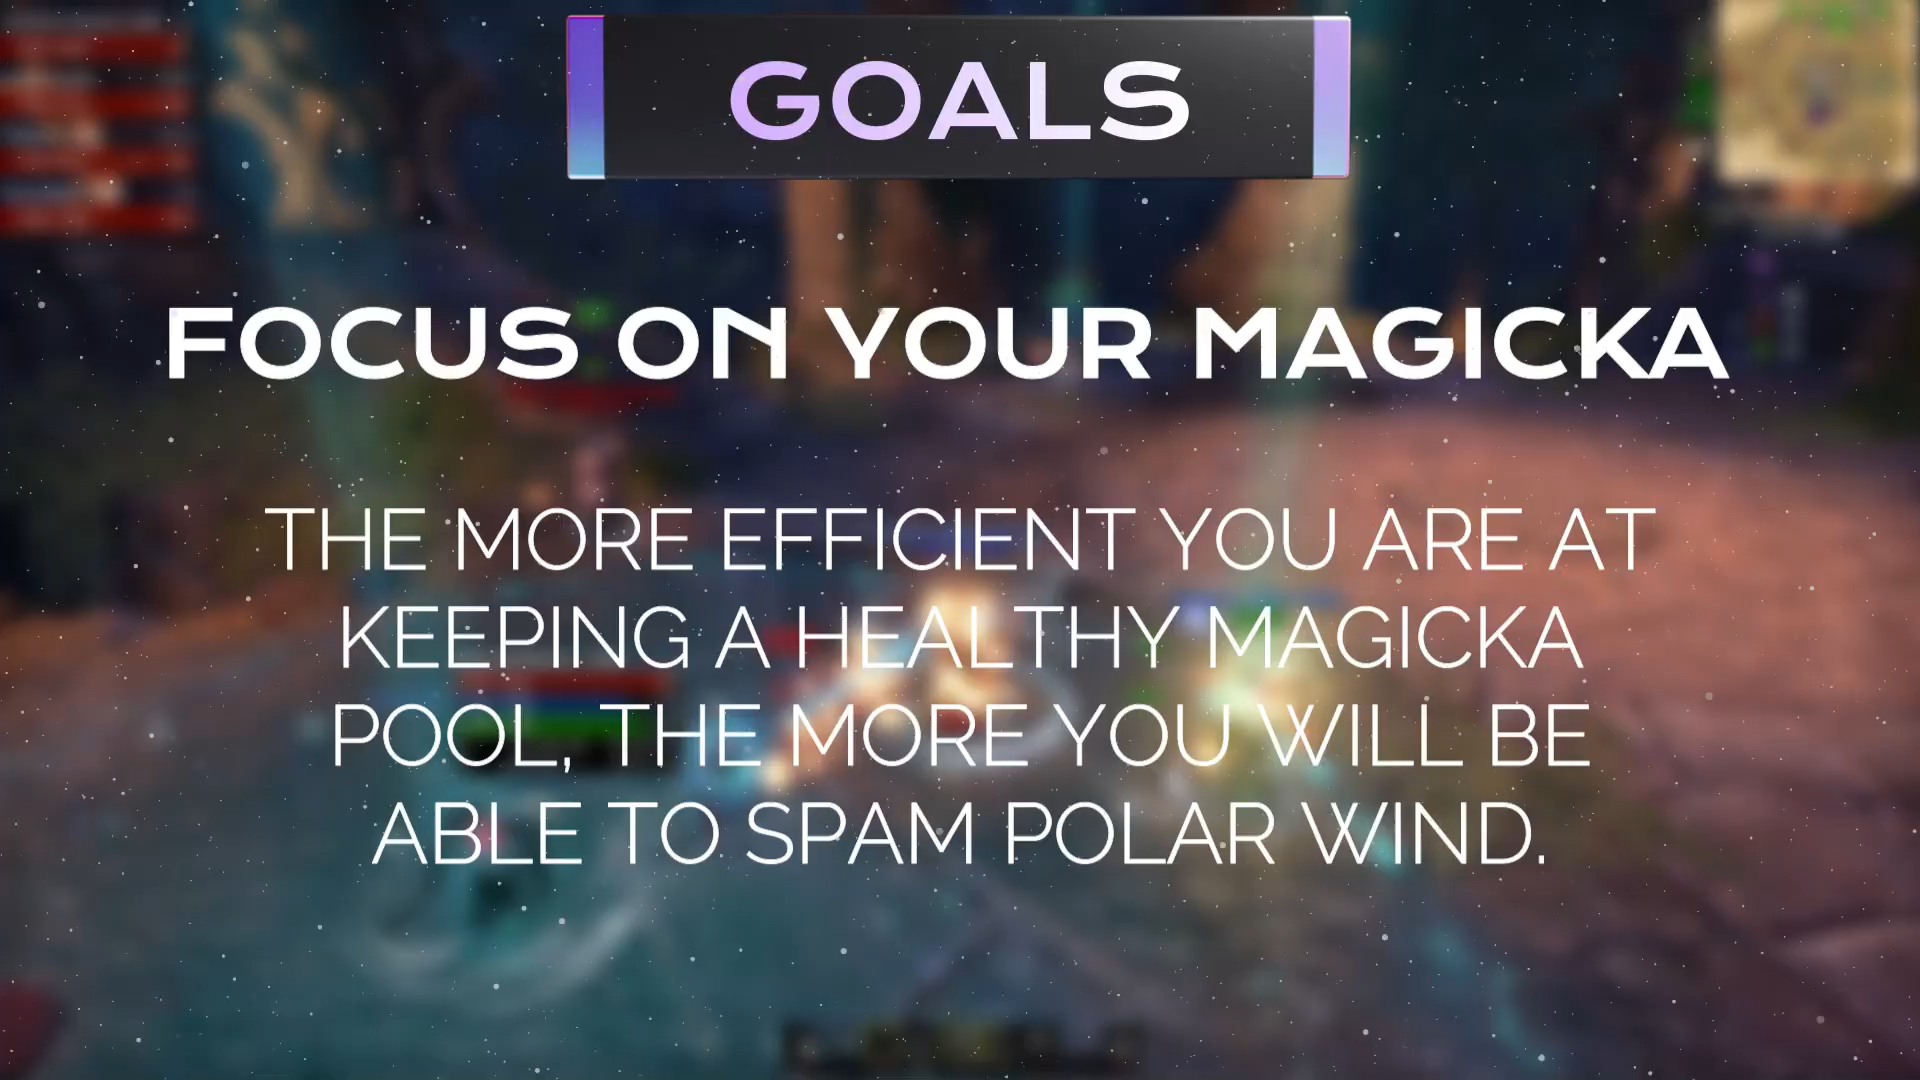 GOALS
FOCUS ON YOUR MAGICKA
THE MORE EFFICIENT YOU ARE AT
KEEPING A HEALTHY MAGICKA
POOL, THE MORE YOU WILL BE
ABLE TO SPAM POLAR WIND.